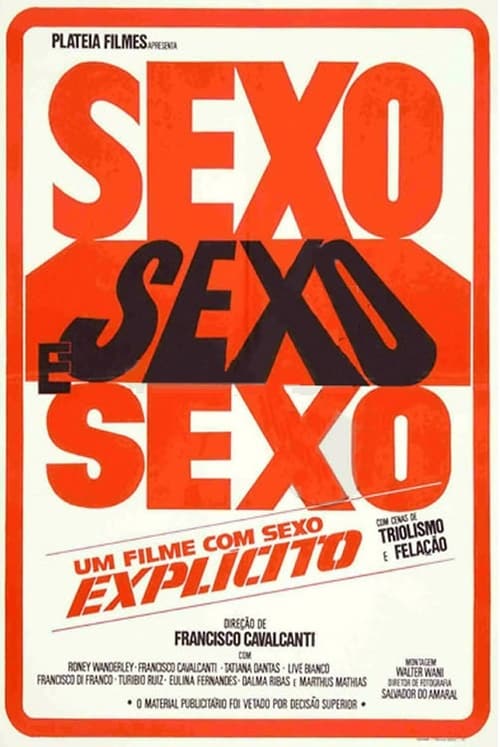 PLATEIA FILMES APRESENTA
SEXO
SEXO
E
SEXO
UM FILME COM SEXO
EXPLÍCITO
COM CENAS DE
TRIOLISMO
E FELAÇÃO
DIREÇÃO DE
FRANCISCO CAVALCANTI
COM
RONEY WANDERLEY • FRANCISCO CAVALCANTI • TATIANA DANTAS • LIVE BIANCO
FRANCISCO DI FRANCO • TURIBIO RUIZ • EULINA FERNANDES • DALMA RIBAS E MARTHUS MATHIAS
MONTAGEM
WALTER WANI
DIRETOR DE FOTOGRAFIA
SALVADOR DO AMARAL
• O MATERIAL PUBLICITARIO FOI VETADO POR DECISÃO SUPERIOR •